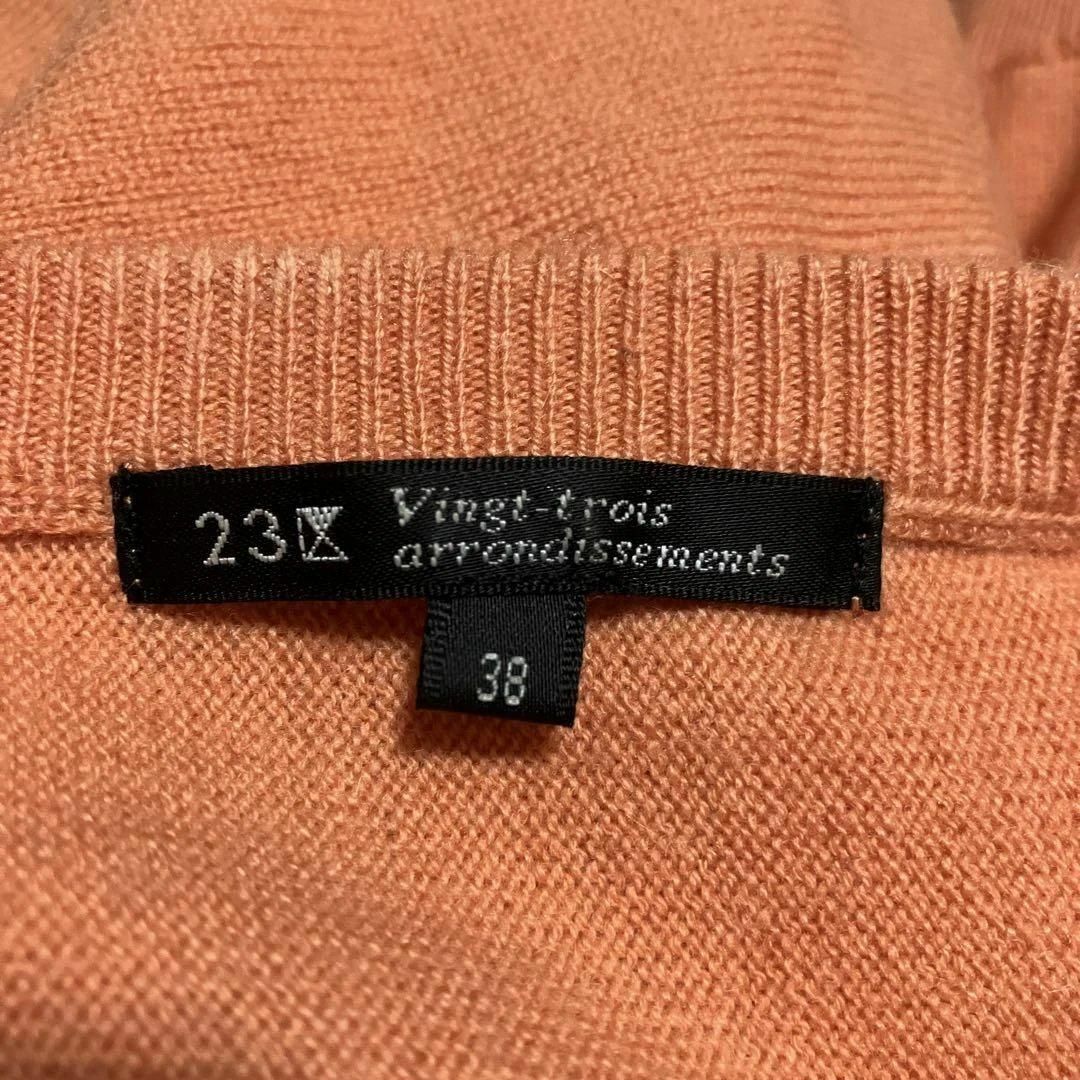 23区 Vingt-trois
arrondissements
38